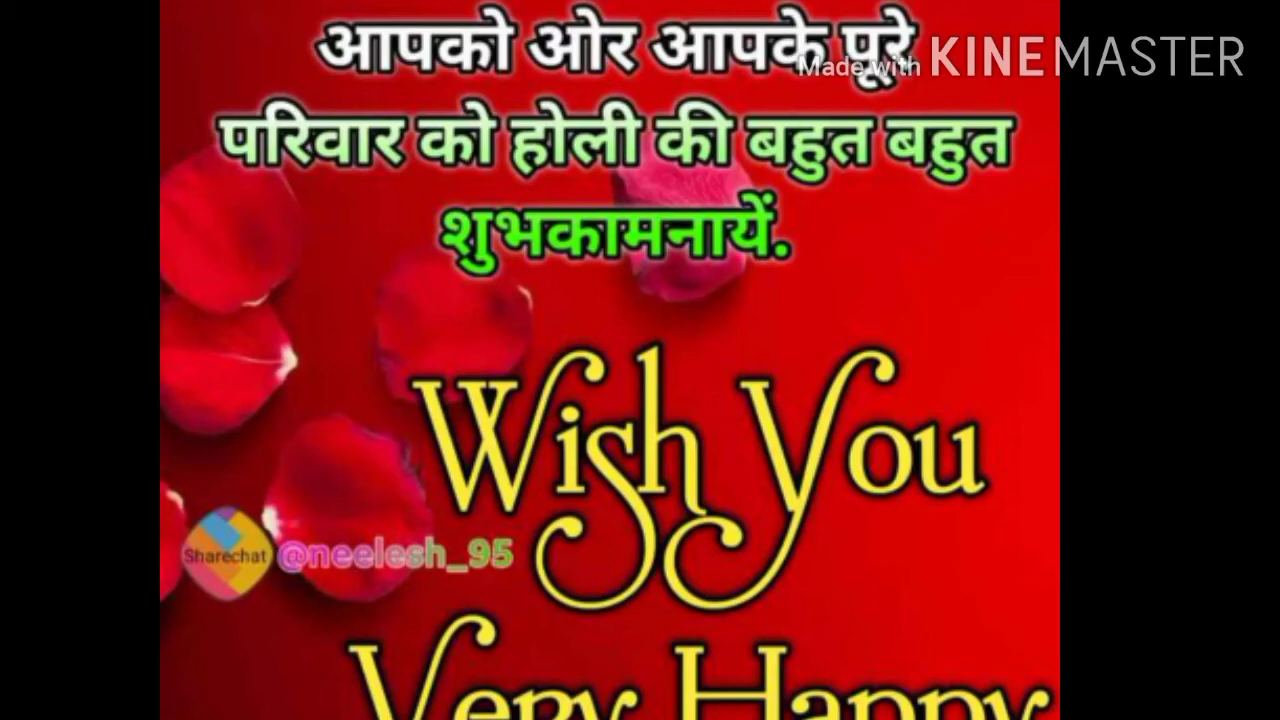 आपको ओर आपके पूरे
Made with KINEMASTER
परिवार को होली की बहुत बहुत
शुभकामनायें.
Wish You
Sharechat @neelesh_95
Very Happy